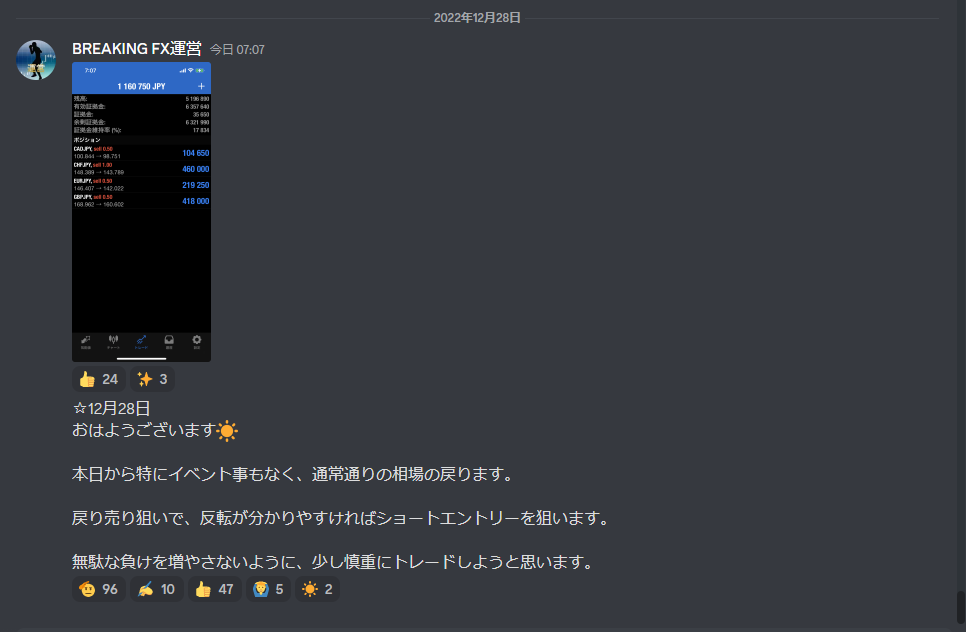 2022年12月28日
BREAKING FX運営 今日 07:07
運営
7:07
1 160 750 JPY +
残高: 5 196 890
有効証拠金: 6 357 640
証拠金: 35 650
余剰証拠金: 6 321 990
証拠金維持率 (%): 17 834
ポジション
CADJPY, sell 0.50
100.844 → 98.751 104 650
CHFJPY, sell 1.00
148.389 → 143.789 460 000
EURJPY, sell 0.50
146.407 → 142.022 219 250
GBPJPY, sell 0.50
168.962 → 160.602 418 000
チャート トレード
24 3
☆12月28日
おはようございます
本日から特にイベント事もなく、通常通りの相場の戻ります。
戻り売り狙いで、反転が分かりやすければショートエントリーを狙います。
無駄な負けを増やさないように、少し慎重にトレードしようと思います。
96 10 47 5 2